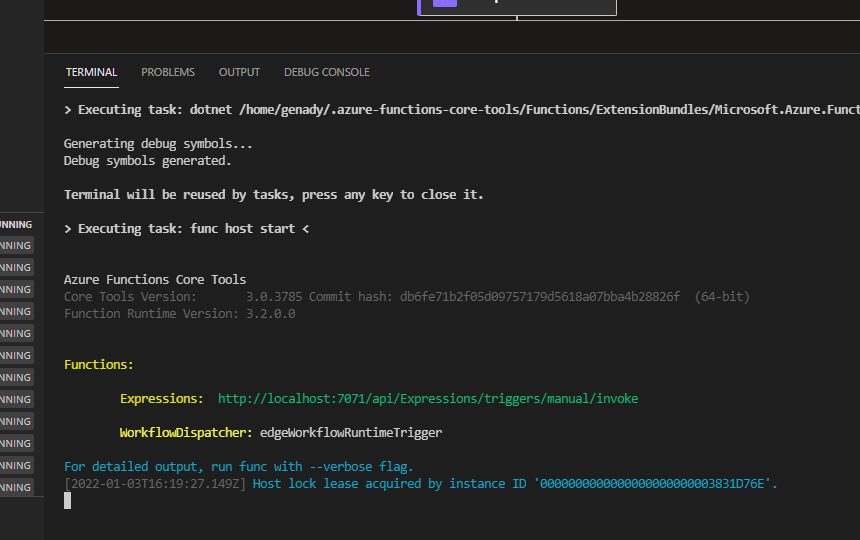 TERMINAL PROBLEMS OUTPUT DEBUG CONSOLE
> Executing task: dotnet /home/genady/.azure-functions-core-tools/Functions/ExtensionBundles/Microsoft.Azure.Funct
Generating debug symbols...
Debug symbols generated.
Terminal will be reused by tasks, press any key to close it.
UNNING
> Executing task: func host start <
NNING
NNING
Azure Functions Core Tools
NNING
Core Tools Version: 3.0.3785 Commit hash: db6fe71b2f05d09757179d5618a07bba4b28826f (64-bit)
NNING
Function Runtime Version: 3.2.0.0
NNING
NNING
Functions:
NNING
Expressions: http://localhost:7071/api/Expressions/triggers/manual/invoke
NNING
NNING
WorkflowDispatcher: edgeWorkflowRuntimeTrigger
NNING
For detailed output, run func with --verbose flag.
NNING
[2022-01-03T16:19:27.149Z] Host lock lease acquired by instance ID '0000000000000000000000003831D76E'.
NNING